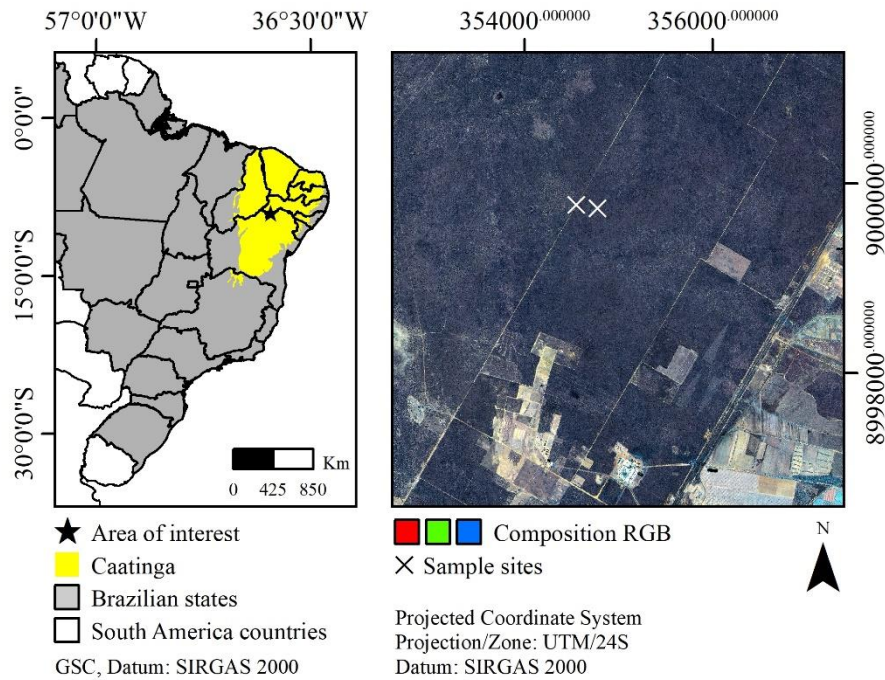 57°0'0"W 36°30'0"W
0°0'0"
15°0'0"S
30°0'0"S
Km
0 425 850
354000.000000 356000.000000
9000000.000000
8998000.000000
★ Area of interest
Caatinga
Brazilian states
South America countries
GSC, Datum: SIRGAS 2000
Composition RGB
× Sample sites
N
Projected Coordinate System
Projection/Zone: UTM/24S
Datum: SIRGAS 2000